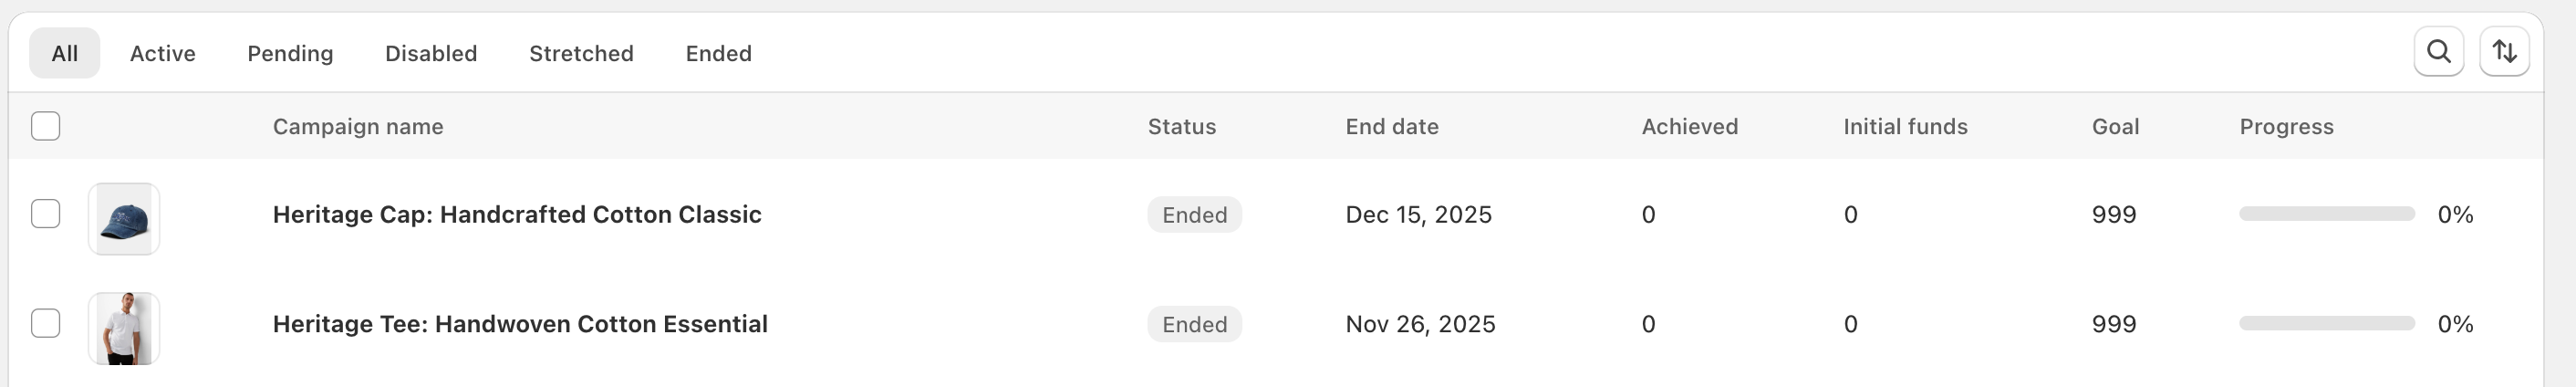 All Active Pending Disabled Stretched Ended
Campaign name Status End date Achieved Initial funds Goal Progress
Heritage Cap: Handcrafted Cotton Classic Ended Dec 15, 2025 0 0 999 0%
Heritage Tee: Handwoven Cotton Essential Ended Nov 26, 2025 0 0 999 0%